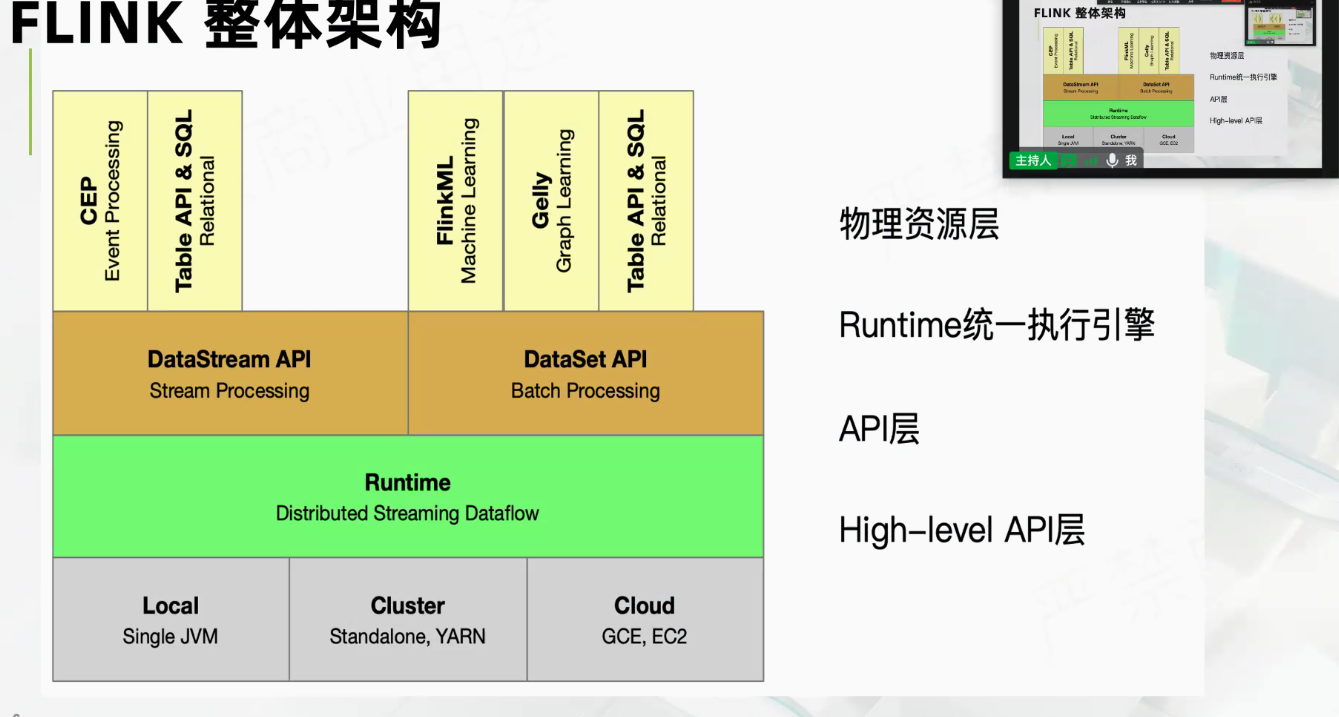 FLINK 整体架构
CEP
Event Processing
Table API & SQL
Relational
FlinkML
Machine Learning
Gelly
Graph Learning
Table API & SQL
Relational
DataStream API
Stream Processing
DataSet API
Batch Processing
Runtime
Distributed Streaming Dataflow
Local
Single JVM
Cluster
Standalone, YARN
Cloud
GCE, EC2
物理资源层
Runtime统一执行引擎
API层
High-level API层
FLINK 整体架构
CEP
Event Processing
Table API & SQL
Relational
FlinkML
Machine Learning
Gelly
Graph Learning
Table API & SQL
Relational
DataStream API
Stream Processing
DataSet API
Batch Processing
Runtime
Distributed Streaming Dataflow
Local
Single JVM
Cluster
Standalone, YARN
Cloud
GCE, EC2
物理资源层
Runtime统一执行引擎
API层
High-level API层
主持人
我